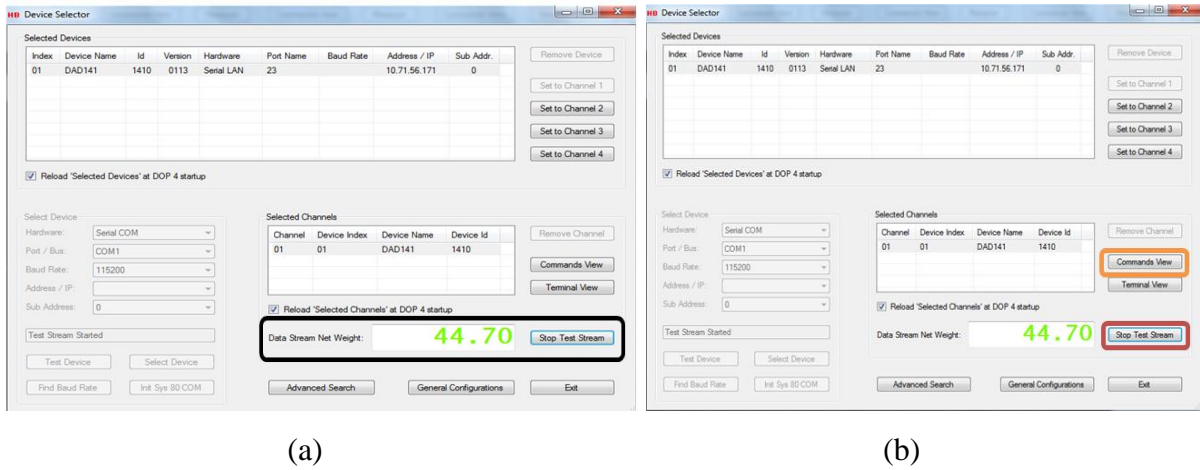 HB Device Selector
Selected Devices
Index Device Name Id Version Hardware Port Name Baud Rate Address / IP Sub Addr.
01 DAD141 1410 0113 Serial LAN 23 10.71.56.171 0
Remove Device
Set to Channel 1
Set to Channel 2
Set to Channel 3
Set to Channel 4
Reload 'Selected Devices' at DOP 4 startup
Select Device
Hardware: Serial COM
Port / Bus: COM1
Baud Rate: 115200
Address / IP:
Sub Address: 0
Test Stream Started
Test Device Select Device
Find Baud Rate Init Sys 80 COM
Selected Channels
Channel Device Index Device Name Device Id
01 01 DAD141 1410
Remove Channel
Commands View
Terminal View
Reload 'Selected Channels' at DOP 4 startup
Data Stream Net Weight: 44.70 Stop Test Stream
Advanced Search General Configurations Exit
(a)
HB Device Selector
Selected Devices
Index Device Name Id Version Hardware Port Name Baud Rate Address / IP Sub Addr.
01 DAD141 1410 0113 Serial LAN 23 10.71.56.171 0
Remove Device
Set to Channel 1
Set to Channel 2
Set to Channel 3
Set to Channel 4
Reload 'Selected Devices' at DOP 4 startup
Select Device
Hardware: Serial COM
Port / Bus: COM1
Baud Rate: 115200
Address / IP:
Sub Address: 0
Test Stream Started
Test Device Select Device
Find Baud Rate Init Sys 80 COM
Selected Channels
Channel Device Index Device Name Device Id
01 01 DAD141 1410
Remove Channel
Commands View
Terminal View
Reload 'Selected Channels' at DOP 4 startup
Data Stream Net Weight: 44.70 Stop Test Stream
Advanced Search General Configurations Exit
(b)